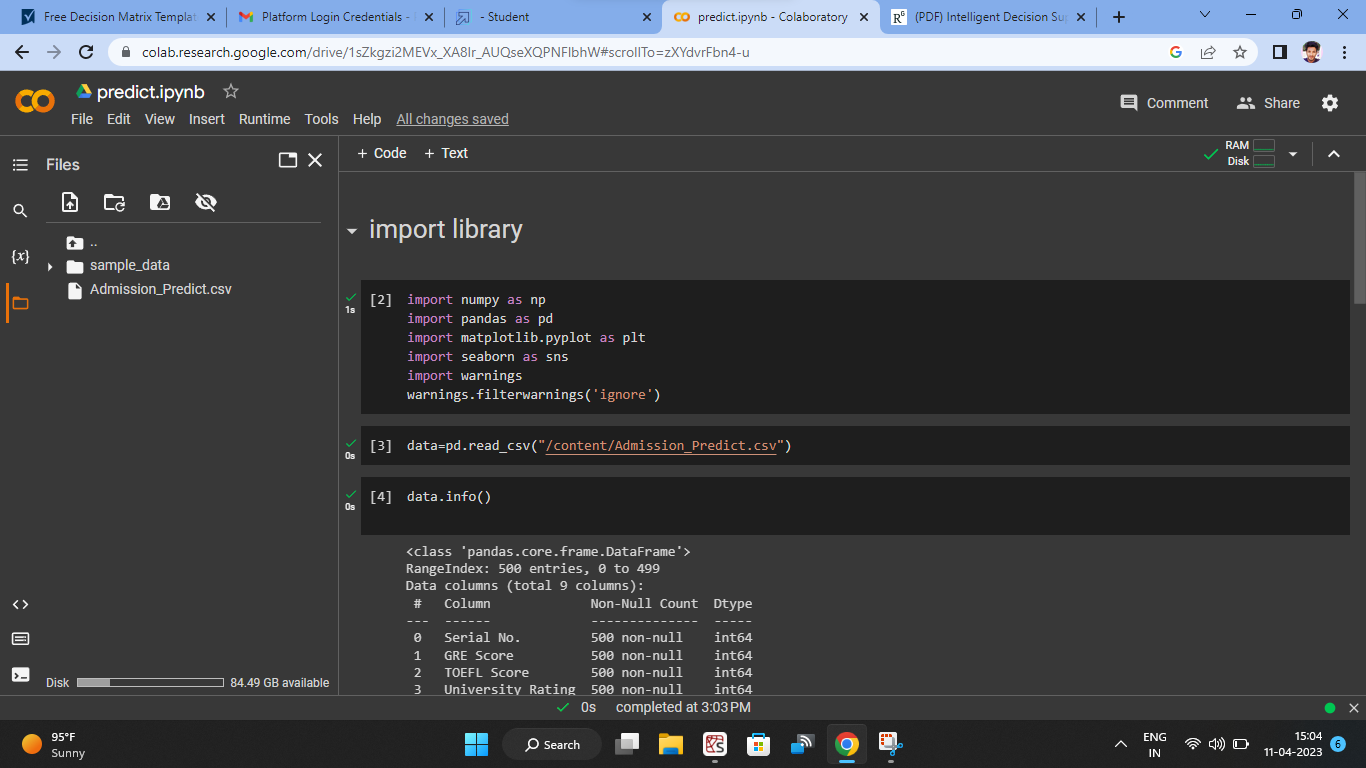 Free Decision Matrix Templat
Platform Login Credentials -
- Student
predict.ipynb - Colaboratory
(PDF) Intelligent Decision Su
colab.research.google.com/drive/1sZkgzi2MEVx_XA8Ir_AUQseXQPNFlbhW#scrollTo=zXYdvrFbn4-u
predict.ipynb
File Edit View Insert Runtime Tools Help All changes saved
Comment
Share
Files
+ Code + Text
RAM
Disk
..
sample_data
Admission_Predict.csv
import library
1s
[2] import numpy as np
import pandas as pd
import matplotlib.pyplot as plt
import seaborn as sns
import warnings
warnings.filterwarnings('ignore')
0s
[3] data=pd.read_csv("/content/Admission_Predict.csv")
0s
[4] data.info()
<class 'pandas.core.frame.DataFrame'>
RangeIndex: 500 entries, 0 to 499
Data columns (total 9 columns):
# Column Non-Null Count Dtype
--- ------ -------------- -----
0 Serial No. 500 non-null int64
1 GRE Score 500 non-null int64
2 TOEFL Score 500 non-null int64
3 University Rating 500 non-null int64
Disk 84.49 GB available
0s completed at 3:03 PM
95°F
Sunny
Search
ENG
IN
15:04
11-04-2023
6